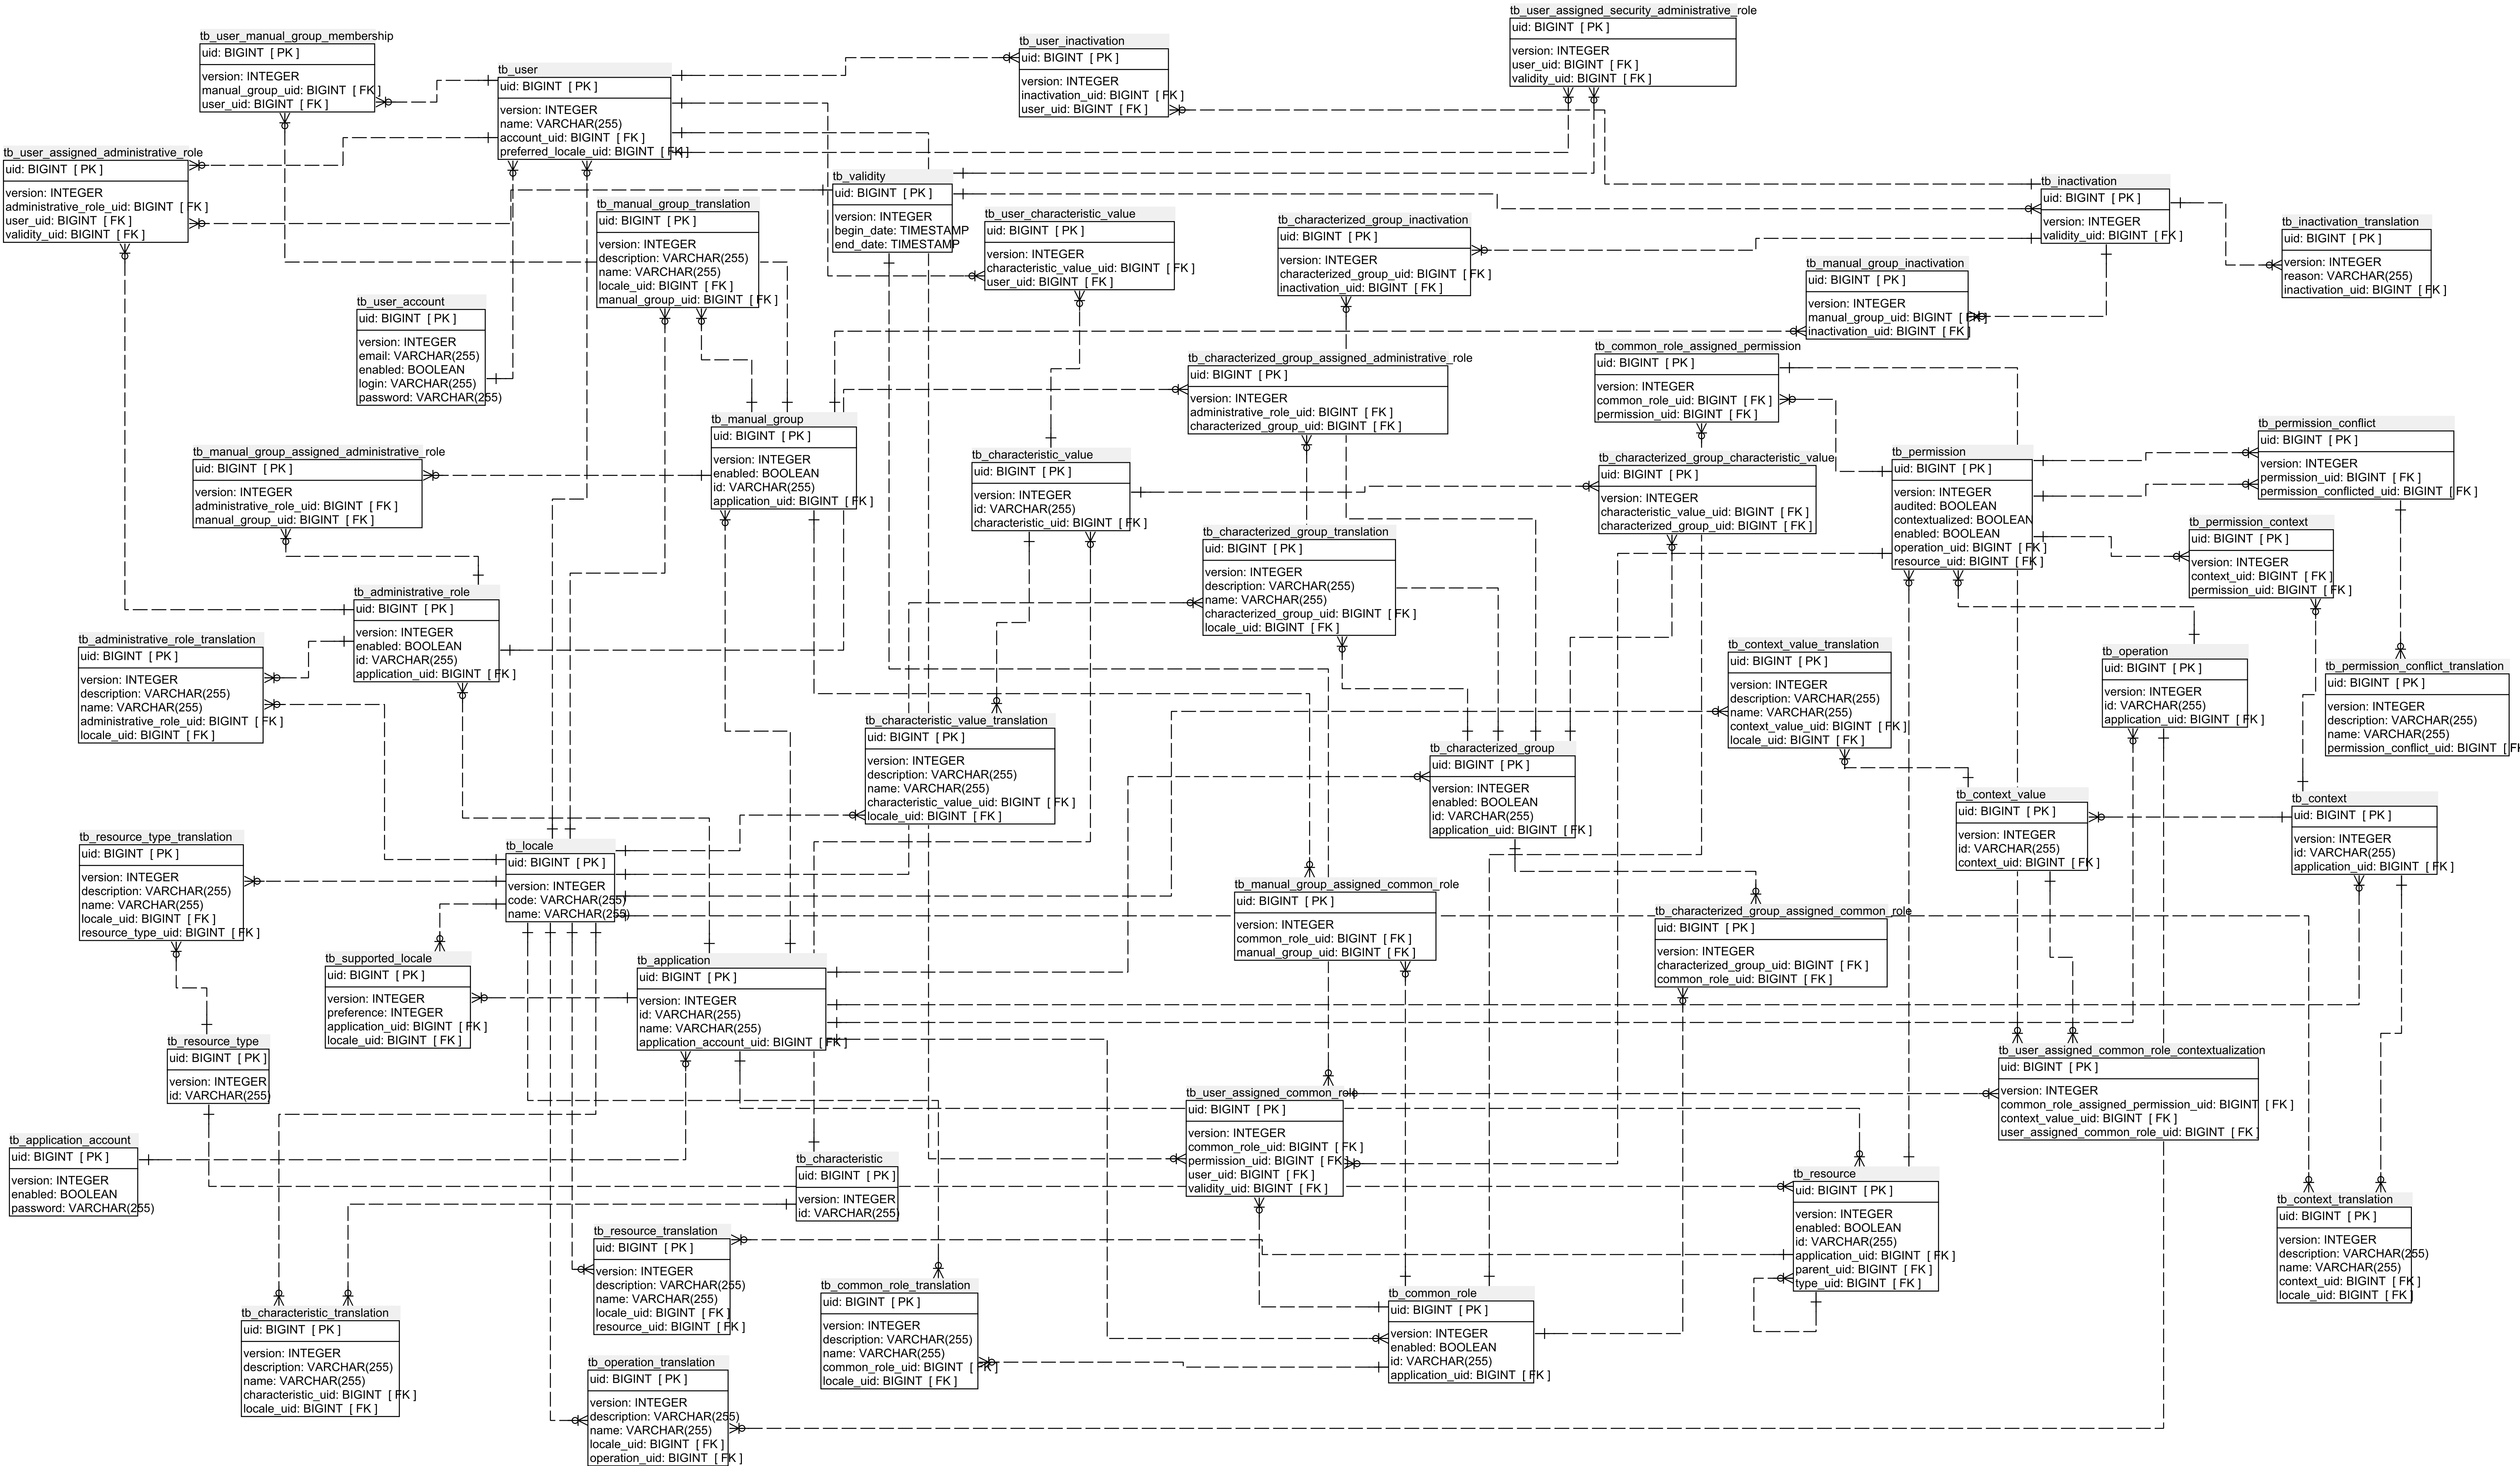 tb_user_assigned_security_administrative_role
uid: BIGINT [ PK ]
version: INTEGER
user_uid: BIGINT [ FK ]
validity_uid: BIGINT [ FK ]
tb_user_manual_group_membership
uid: BIGINT [ PK ]
version: INTEGER
manual_group_uid: BIGINT [ FK ]
user_uid: BIGINT [ FK ]
tb_user_inactivation
uid: BIGINT [ PK ]
version: INTEGER
inactivation_uid: BIGINT [ FK ]
user_uid: BIGINT [ FK ]
tb_user
uid: BIGINT [ PK ]
version: INTEGER
name: VARCHAR(255)
account_uid: BIGINT [ FK ]
preferred_locale_uid: BIGINT [ FK ]
tb_user_assigned_administrative_role
uid: BIGINT [ PK ]
version: INTEGER
administrative_role_uid: BIGINT [ FK ]
user_uid: BIGINT [ FK ]
validity_uid: BIGINT [ FK ]
tb_validity
uid: BIGINT [ PK ]
version: INTEGER
begin_date: TIMESTAMP
end_date: TIMESTAMP
tb_inactivation
uid: BIGINT [ PK ]
version: INTEGER
validity_uid: BIGINT [ FK ]
tb_manual_group_translation
uid: BIGINT [ PK ]
version: INTEGER
description: VARCHAR(255)
name: VARCHAR(255)
locale_uid: BIGINT [ FK ]
manual_group_uid: BIGINT [ FK ]
tb_user_characteristic_value
uid: BIGINT [ PK ]
version: INTEGER
characteristic_value_uid: BIGINT [ FK ]
user_uid: BIGINT [ FK ]
tb_characterized_group_inactivation
uid: BIGINT [ PK ]
version: INTEGER
characterized_group_uid: BIGINT [ FK ]
inactivation_uid: BIGINT [ FK ]
tb_inactivation_translation
uid: BIGINT [ PK ]
version: INTEGER
reason: VARCHAR(255)
inactivation_uid: BIGINT [ FK ]
tb_manual_group_inactivation
uid: BIGINT [ PK ]
version: INTEGER
manual_group_uid: BIGINT [ FK ]
inactivation_uid: BIGINT [ FK ]
tb_user_account
uid: BIGINT [ PK ]
version: INTEGER
email: VARCHAR(255)
enabled: BOOLEAN
login: VARCHAR(255)
password: VARCHAR(255)
tb_common_role_assigned_permission
uid: BIGINT [ PK ]
version: INTEGER
common_role_uid: BIGINT [ FK ]
permission_uid: BIGINT [ FK ]
tb_characterized_group_assigned_administrative_role
uid: BIGINT [ PK ]
version: INTEGER
administrative_role_uid: BIGINT [ FK ]
characterized_group_uid: BIGINT [ FK ]
tb_manual_group
uid: BIGINT [ PK ]
version: INTEGER
enabled: BOOLEAN
id: VARCHAR(255)
application_uid: BIGINT [ FK ]
tb_permission_conflict
uid: BIGINT [ PK ]
version: INTEGER
permission_uid: BIGINT [ FK ]
permission_conflicted_uid: BIGINT [ FK ]
tb_manual_group_assigned_administrative_role
uid: BIGINT [ PK ]
version: INTEGER
administrative_role_uid: BIGINT [ FK ]
manual_group_uid: BIGINT [ FK ]
tb_characteristic_value
uid: BIGINT [ PK ]
version: INTEGER
id: VARCHAR(255)
characteristic_uid: BIGINT [ FK ]
tb_characterized_group_characteristic_value
uid: BIGINT [ PK ]
version: INTEGER
characteristic_value_uid: BIGINT [ FK ]
characterized_group_uid: BIGINT [ FK ]
tb_permission
uid: BIGINT [ PK ]
version: INTEGER
audited: BOOLEAN
contextualized: BOOLEAN
enabled: BOOLEAN
operation_uid: BIGINT [ FK ]
resource_uid: BIGINT [ FK ]
tb_permission_context
uid: BIGINT [ PK ]
version: INTEGER
context_uid: BIGINT [ FK ]
permission_uid: BIGINT [ FK ]
tb_characterized_group_translation
uid: BIGINT [ PK ]
version: INTEGER
description: VARCHAR(255)
name: VARCHAR(255)
characterized_group_uid: BIGINT [ FK ]
locale_uid: BIGINT [ FK ]
tb_administrative_role
uid: BIGINT [ PK ]
version: INTEGER
enabled: BOOLEAN
id: VARCHAR(255)
application_uid: BIGINT [ FK ]
tb_administrative_role_translation
uid: BIGINT [ PK ]
version: INTEGER
description: VARCHAR(255)
name: VARCHAR(255)
administrative_role_uid: BIGINT [ FK ]
locale_uid: BIGINT [ FK ]
tb_context_value_translation
uid: BIGINT [ PK ]
version: INTEGER
description: VARCHAR(255)
name: VARCHAR(255)
context_value_uid: BIGINT [ FK ]
locale_uid: BIGINT [ FK ]
tb_operation
uid: BIGINT [ PK ]
version: INTEGER
id: VARCHAR(255)
application_uid: BIGINT [ FK ]
tb_permission_conflict_translation
uid: BIGINT [ PK ]
version: INTEGER
description: VARCHAR(255)
name: VARCHAR(255)
permission_conflict_uid: BIGINT [ FK
tb_characteristic_value_translation
uid: BIGINT [ PK ]
version: INTEGER
description: VARCHAR(255)
name: VARCHAR(255)
characteristic_value_uid: BIGINT [ FK ]
locale_uid: BIGINT [ FK ]
tb_characterized_group
uid: BIGINT [ PK ]
version: INTEGER
enabled: BOOLEAN
id: VARCHAR(255)
application_uid: BIGINT [ FK ]
tb_context_value
uid: BIGINT [ PK ]
version: INTEGER
id: VARCHAR(255)
context_uid: BIGINT [ FK ]
tb_context
uid: BIGINT [ PK ]
version: INTEGER
id: VARCHAR(255)
application_uid: BIGINT [ FK ]
tb_resource_type_translation
uid: BIGINT [ PK ]
version: INTEGER
description: VARCHAR(255)
name: VARCHAR(255)
locale_uid: BIGINT [ FK ]
resource_type_uid: BIGINT [ FK ]
tb_locale
uid: BIGINT [ PK ]
version: INTEGER
code: VARCHAR(255)
name: VARCHAR(255)
tb_manual_group_assigned_common_role
uid: BIGINT [ PK ]
version: INTEGER
common_role_uid: BIGINT [ FK ]
manual_group_uid: BIGINT [ FK ]
tb_characterized_group_assigned_common_role
uid: BIGINT [ PK ]
version: INTEGER
characterized_group_uid: BIGINT [ FK ]
common_role_uid: BIGINT [ FK ]
tb_supported_locale
uid: BIGINT [ PK ]
version: INTEGER
preference: INTEGER
application_uid: BIGINT [ FK ]
locale_uid: BIGINT [ FK ]
tb_application
uid: BIGINT [ PK ]
version: INTEGER
id: VARCHAR(255)
name: VARCHAR(255)
application_account_uid: BIGINT [ FK ]
tb_resource_type
uid: BIGINT [ PK ]
version: INTEGER
id: VARCHAR(255)
tb_user_assigned_common_role_contextualization
uid: BIGINT [ PK ]
version: INTEGER
common_role_assigned_permission_uid: BIGINT [ FK ]
context_value_uid: BIGINT [ FK ]
user_assigned_common_role_uid: BIGINT [ FK ]
tb_user_assigned_common_role
uid: BIGINT [ PK ]
version: INTEGER
common_role_uid: BIGINT [ FK ]
permission_uid: BIGINT [ FK ]
user_uid: BIGINT [ FK ]
validity_uid: BIGINT [ FK ]
tb_application_account
uid: BIGINT [ PK ]
version: INTEGER
enabled: BOOLEAN
password: VARCHAR(255)
tb_characteristic
uid: BIGINT [ PK ]
version: INTEGER
id: VARCHAR(255)
tb_resource
uid: BIGINT [ PK ]
version: INTEGER
enabled: BOOLEAN
id: VARCHAR(255)
application_uid: BIGINT [ FK ]
parent_uid: BIGINT [ FK ]
type_uid: BIGINT [ FK ]
tb_context_translation
uid: BIGINT [ PK ]
version: INTEGER
description: VARCHAR(255)
name: VARCHAR(255)
context_uid: BIGINT [ FK ]
locale_uid: BIGINT [ FK ]
tb_resource_translation
uid: BIGINT [ PK ]
version: INTEGER
description: VARCHAR(255)
name: VARCHAR(255)
locale_uid: BIGINT [ FK ]
resource_uid: BIGINT [ FK ]
tb_common_role_translation
uid: BIGINT [ PK ]
version: INTEGER
description: VARCHAR(255)
name: VARCHAR(255)
common_role_uid: BIGINT [ FK ]
locale_uid: BIGINT [ FK ]
tb_common_role
uid: BIGINT [ PK ]
version: INTEGER
enabled: BOOLEAN
id: VARCHAR(255)
application_uid: BIGINT [ FK ]
tb_characteristic_translation
uid: BIGINT [ PK ]
version: INTEGER
description: VARCHAR(255)
name: VARCHAR(255)
characteristic_uid: BIGINT [ FK ]
locale_uid: BIGINT [ FK ]
tb_operation_translation
uid: BIGINT [ PK ]
version: INTEGER
description: VARCHAR(255)
name: VARCHAR(255)
locale_uid: BIGINT [ FK ]
operation_uid: BIGINT [ FK ]